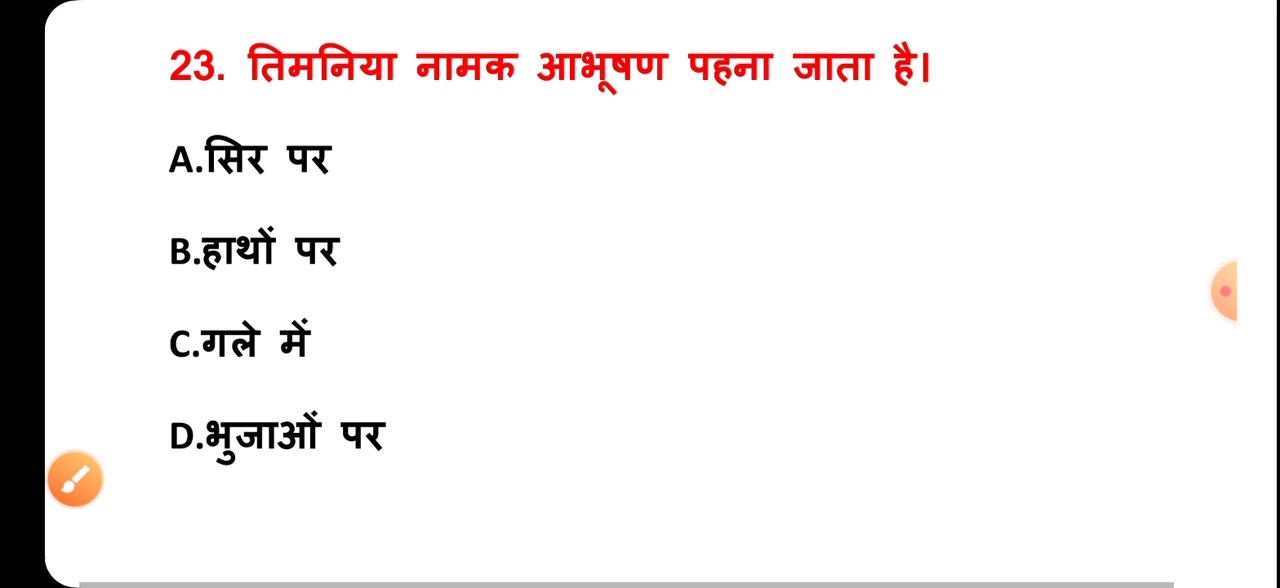 23. तिमनिया नामक आभूषण पहना जाता है।
A.सिर पर
B.हाथों पर
C.गले में
D.भुजाओं पर